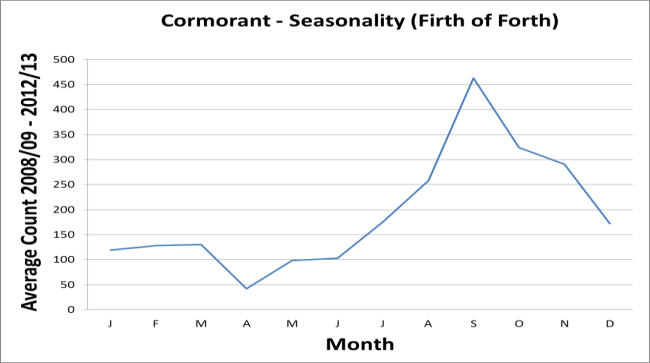 Cormorant - Seasonality (Firth of Forth)
Average Count 2008/09 - 2012/13
500
450
400
350
300
250
200
150
100
50
0
J F M A M J J A S O N D
Month